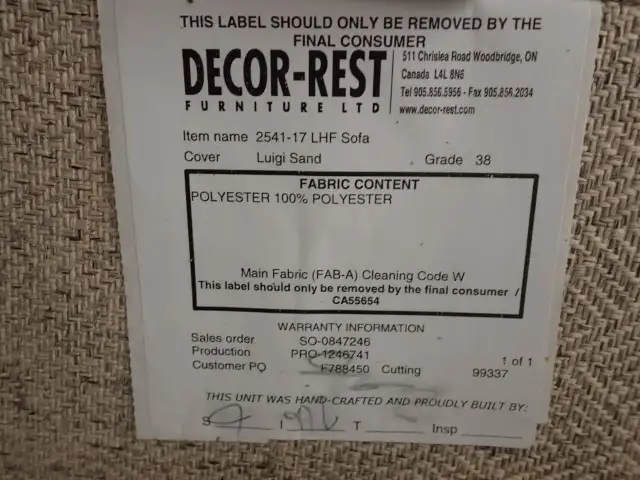 THIS LABEL SHOULD ONLY BE REMOVED BY THE
FINAL CONSUMER
DECOR-REST
FURNITURE LTD
511 Chrislea Road Woodbridge, ON
Canada L4L 8N6
Tel 905.856.5956 - Fax 905.856.2034
www.decor-rest.com
Item name 2541-17 LHF Sofa
Cover Luigi Sand Grade 38
FABRIC CONTENT
POLYESTER 100% POLYESTER
Main Fabric (FAB-A) Cleaning Code W
This label should only be removed by the final consumer /
CA55654
WARRANTY INFORMATION
Sales order SO-0847246
Production PRO-1246741 1 of 1
Customer PO F788450 Cutting 99337
THIS UNIT WAS HAND-CRAFTED AND PROUDLY BUILT BY:
S I T Insp